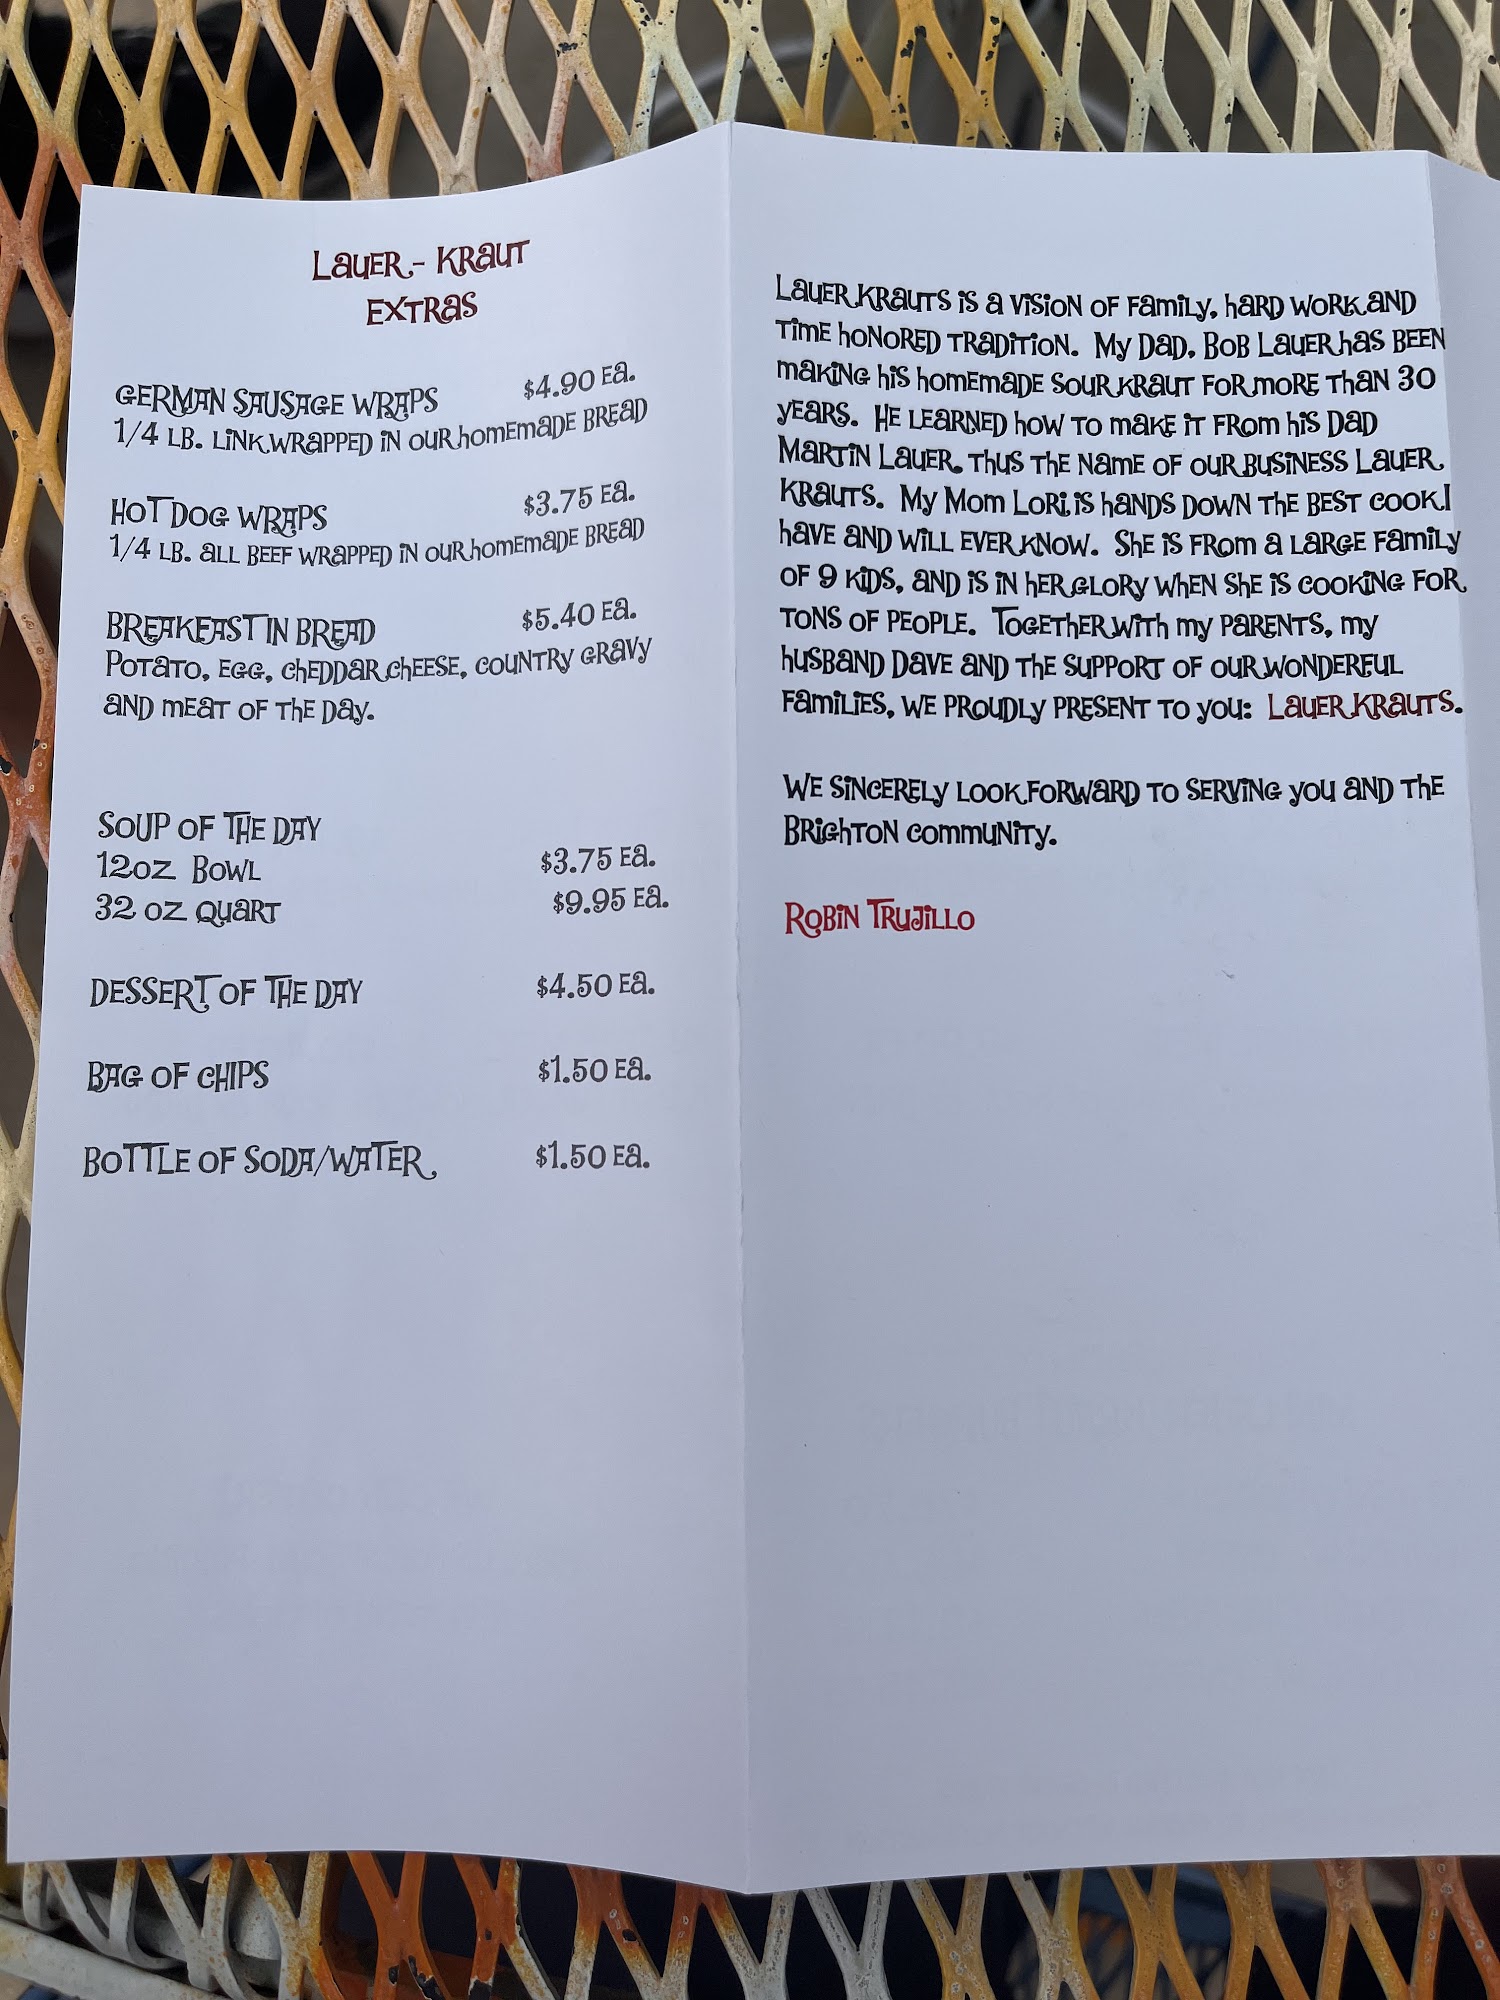 Lauer - Kraut
Extras
German Sausage Wraps $4.90 ea.
1/4 lb. link wrapped in our homemade bread
Hot Dog Wraps $3.75 ea.
1/4 lb. all beef wrapped in our homemade bread
Breakfast in Bread $5.40 ea.
Potato, egg, cheddar cheese, country gravy
and meat of the day.
Soup of the Day
12oz Bowl $3.75 ea.
32 oz Quart $9.95 ea.
Dessert of the Day $4.50 ea.
Bag of Chips $1.50 ea.
Bottle of Soda/Water $1.50 ea.
Lauer Krauts is a vision of family, hard work and
time honored tradition. My Dad, Bob Lauer has been
making his homemade sour kraut for more than 30
years. He learned how to make it from his Dad
Martin Lauer. Thus the name of our business Lauer
Krauts. My Mom Lori is hands down the best cook I
have and will ever know. She is from a large family
of 9 kids, and is in her glory when she is cooking for
tons of people. Together with my parents, my
husband Dave and the support of our wonderful
families, we proudly present to you: Lauer Krauts.
We sincerely look forward to serving you and the
Brighton community.
Robin Trujillo